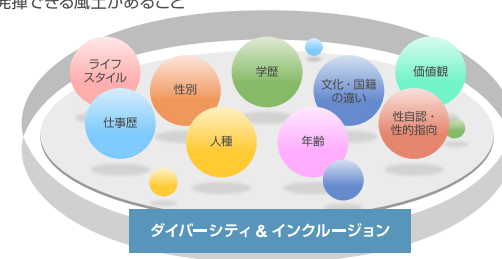 発揮できる風土があること
ライフ
スタイル
性別
学歴
文化・国籍
の違い
価値観
仕事歴
人種
年齢
性自認・
性的指向
ダイバーシティ & インクルージョン